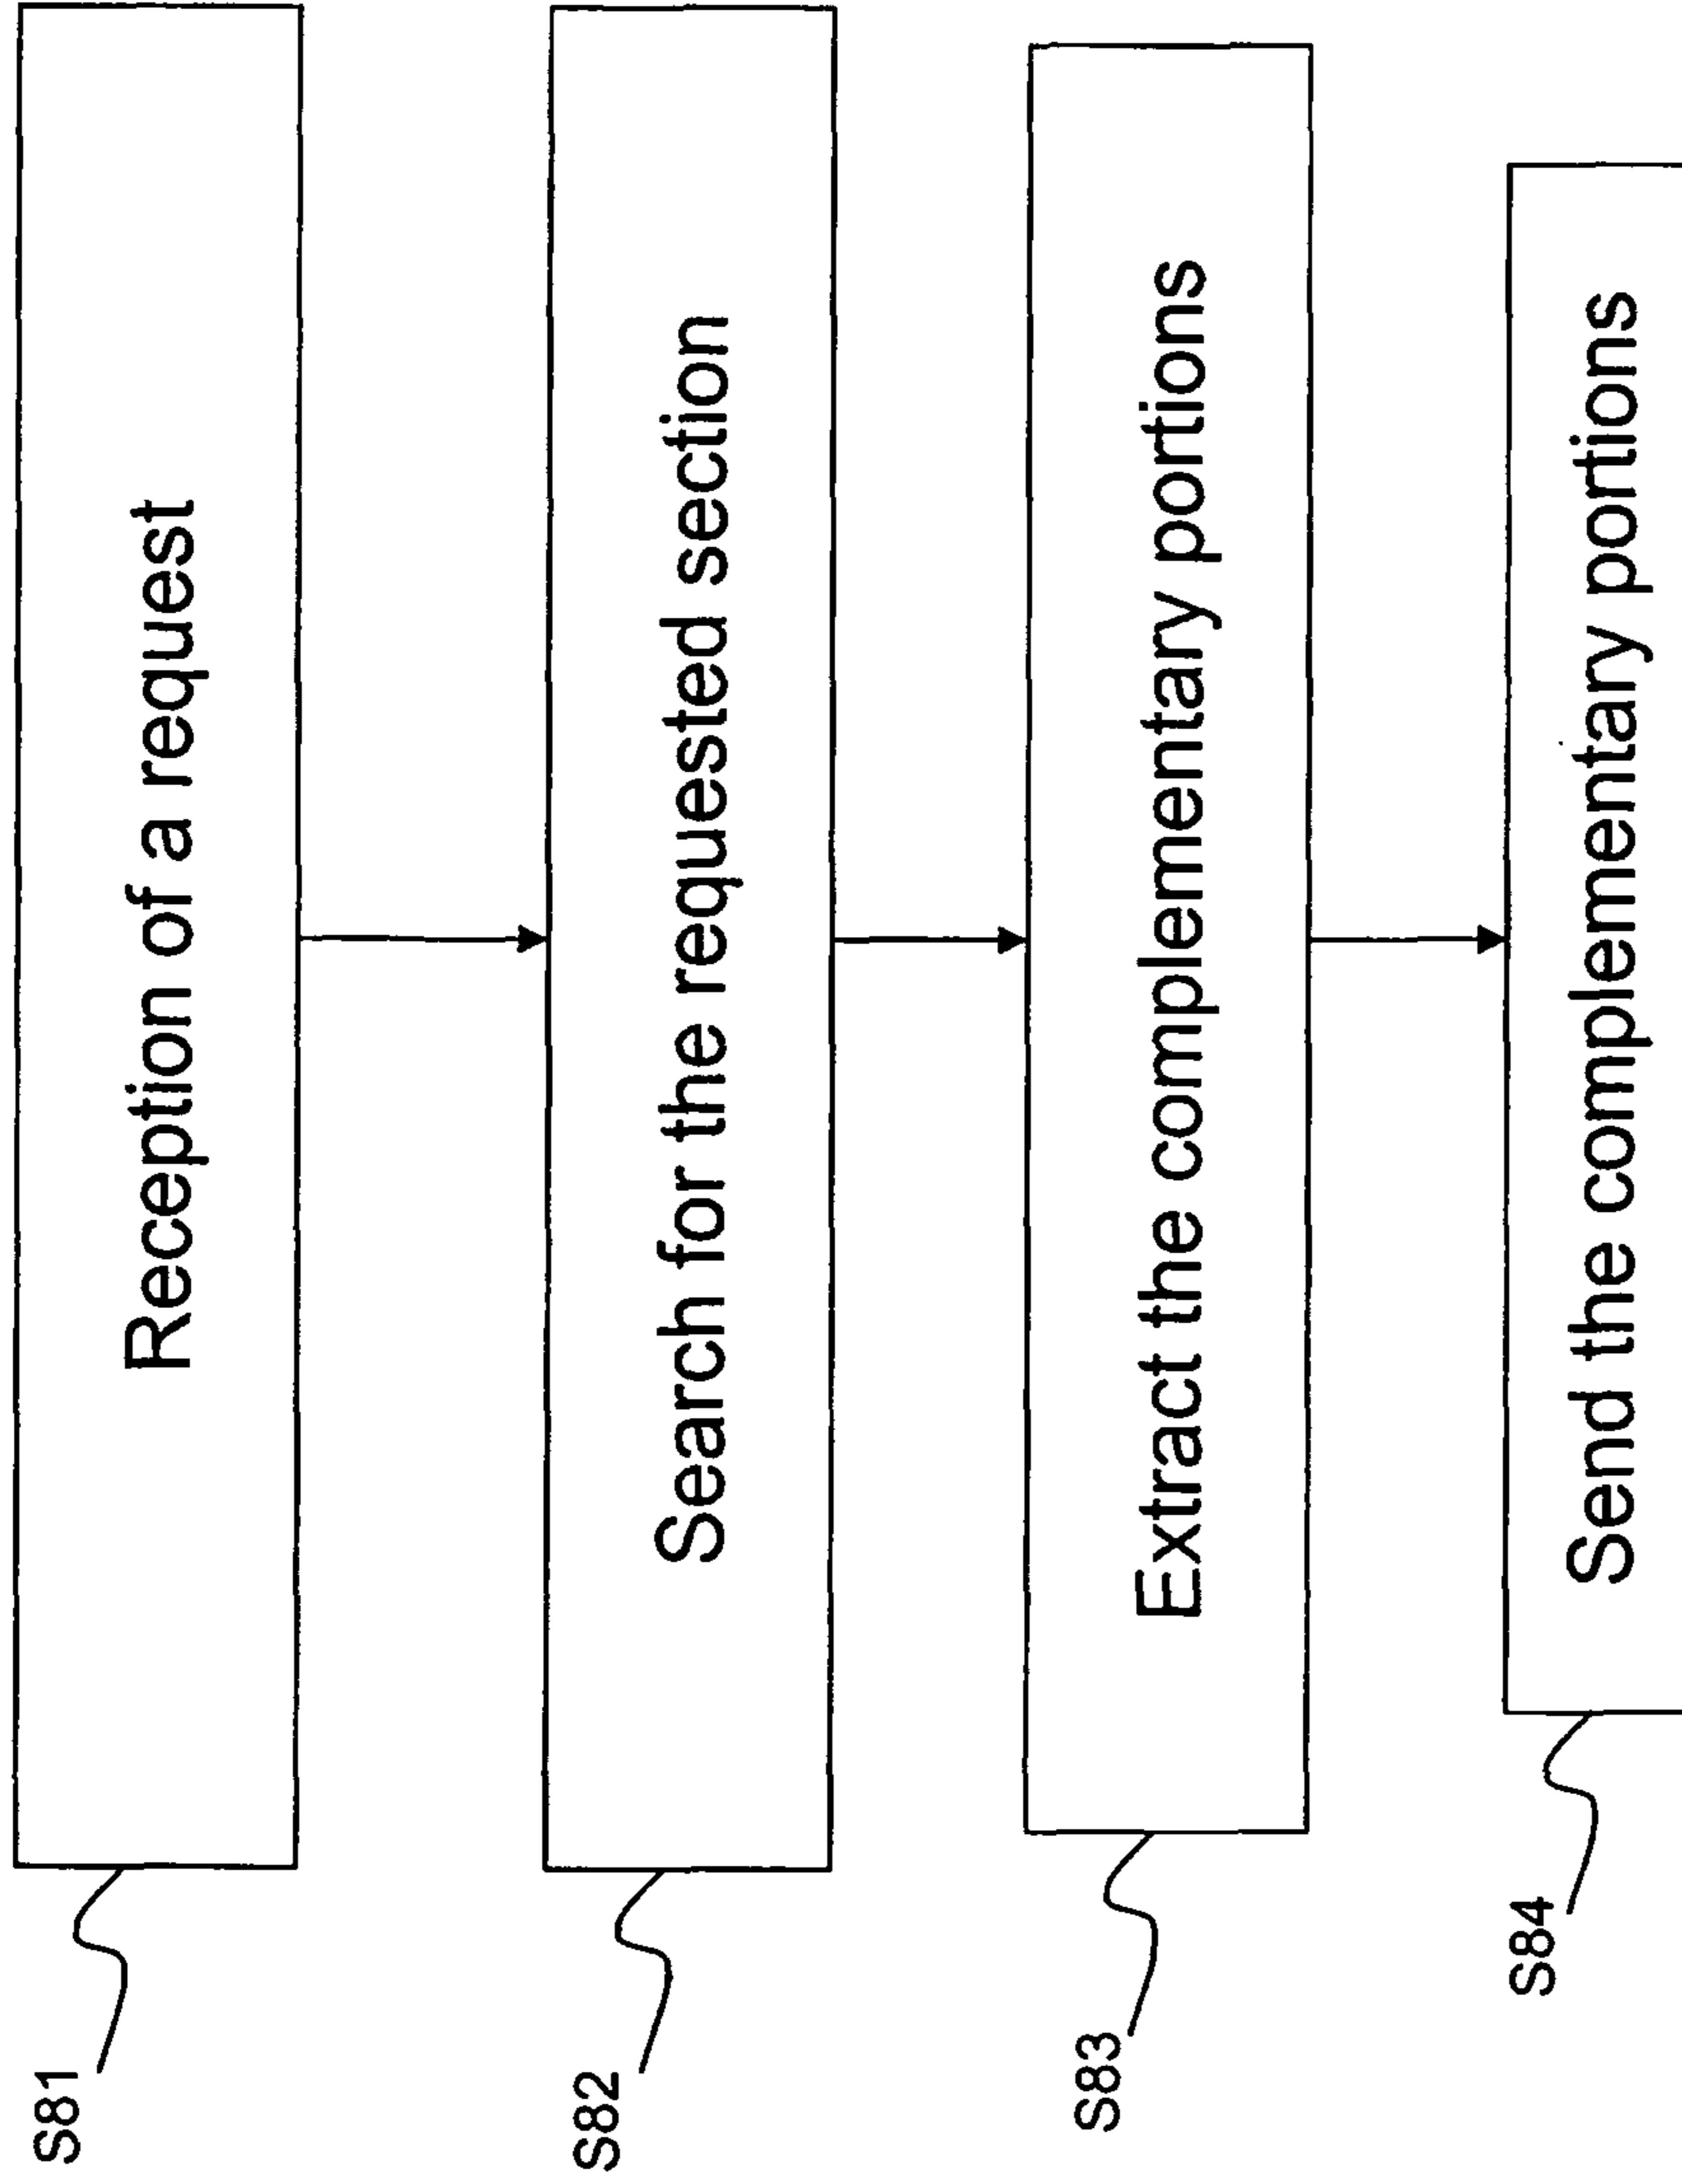 S81
Reception of a request
S82
Search for the requested section
S83
Extract the complementary portions
S84
Send the complementary portions